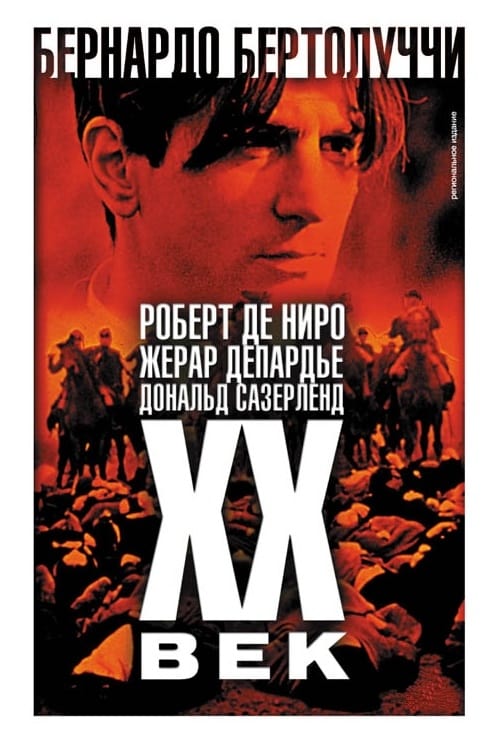 БЕРНАРДО БЕРТОЛУЧЧИ
региональное издание
РОБЕРТ ДЕ НИРО
ЖЕРАР ДЕПАРДЬЕ
ДОНАЛЬД САЗЕРЛЕНД
XX
ВЕК